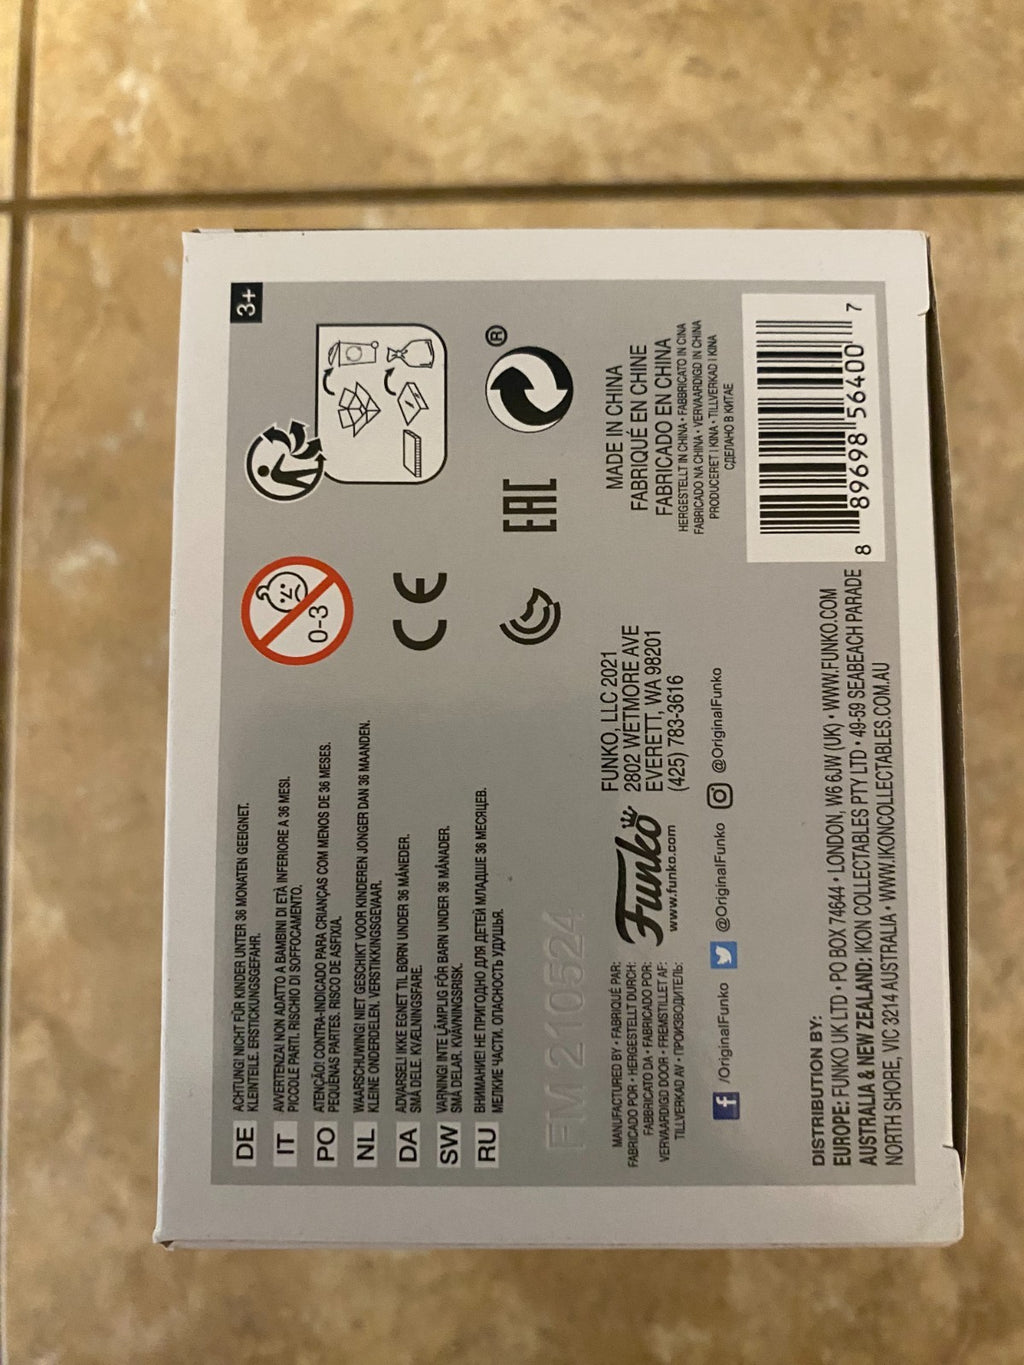 DE ACHTUNG! NICHT FÜR KINDER UNTER 36 MONATEN GEEIGNET.
KLEINTEILE. ERSTICKUNGSGEFAHR.
IT AVVERTENZA! NON ADATTO A BAMBINI DI ETÀ INFERIORE A 36 MESI.
PICCOLE PARTI. RISCHIO DI SOFFOCAMENTO.
PO ATENÇÃO! CONTRA-INDICADO PARA CRIANÇAS COM MENOS DE 36 MESES.
PEQUENAS PARTES. RISCO DE ASFIXIA.
NL WAARSCHUWING! NIET GESCHIKT VOOR KINDEREN JONGER DAN 36 MAANDEN.
KLEINE ONDERDELEN. VERSTIKKINGSGEVAAR.
DA ADVARSEL! IKKE EGNET TIL BØRN UNDER 36 MÅNEDER.
SMÅ DELE. KVÆLNINGSFARE.
SW VARNING! INTE LÄMPLIG FÖR BARN UNDER 36 MÅNADER.
SMÅ DELAR. KVÄVNINGSRISK.
RU ВНИМАНИЕ! НЕ ПРИГОДНО ДЛЯ ДЕТЕЙ МЛАДШЕ 36 МЕСЯЦЕВ.
МЕЛКИЕ ЧАСТИ. ОПАСНОСТЬ УДУШЬЯ.
0-3
3+
CE
EAC
®
FM 210524
MANUFACTURED BY • FABRIQUÉ PAR:
FABRICADO POR • HERGESTELLT DURCH:
FABBRICATO DA • FABRICADO POR:
VERVAARDIGD DOOR • FREMSTILLET AF:
TILLVERKAD AV • ПРОИЗВОДИТЕЛЬ:
Funko
www.funko.com
FUNKO, LLC 2021
2802 WETMORE AVE
EVERETT, WA 98201
(425) 783-3616
/OriginalFunko @OriginalFunko @OriginalFunko
MADE IN CHINA
FABRIQUÉ EN CHINE
FABRICADO EN CHINA
HERGESTELLT IN CHINA • FABBRICATO IN CINA
FABRICADO NA CHINA • VERVAARDIGD IN CHINA
PRODUCERET I KINA • TILLVERKAD I KINA
СДЕЛАНО В КИТАЕ
8 89698 56400 7
DISTRIBUTION BY:
EUROPE: FUNKO UK LTD • PO BOX 74644 • LONDON, W6 6JW (UK) • WWW.FUNKO.COM
AUSTRALIA & NEW ZEALAND: IKON COLLECTABLES PTY LTD • 49-59 SEABEACH PARADE
NORTH SHORE, VIC 3214 AUSTRALIA • WWW.IKONCOLLECTABLES.COM.AU